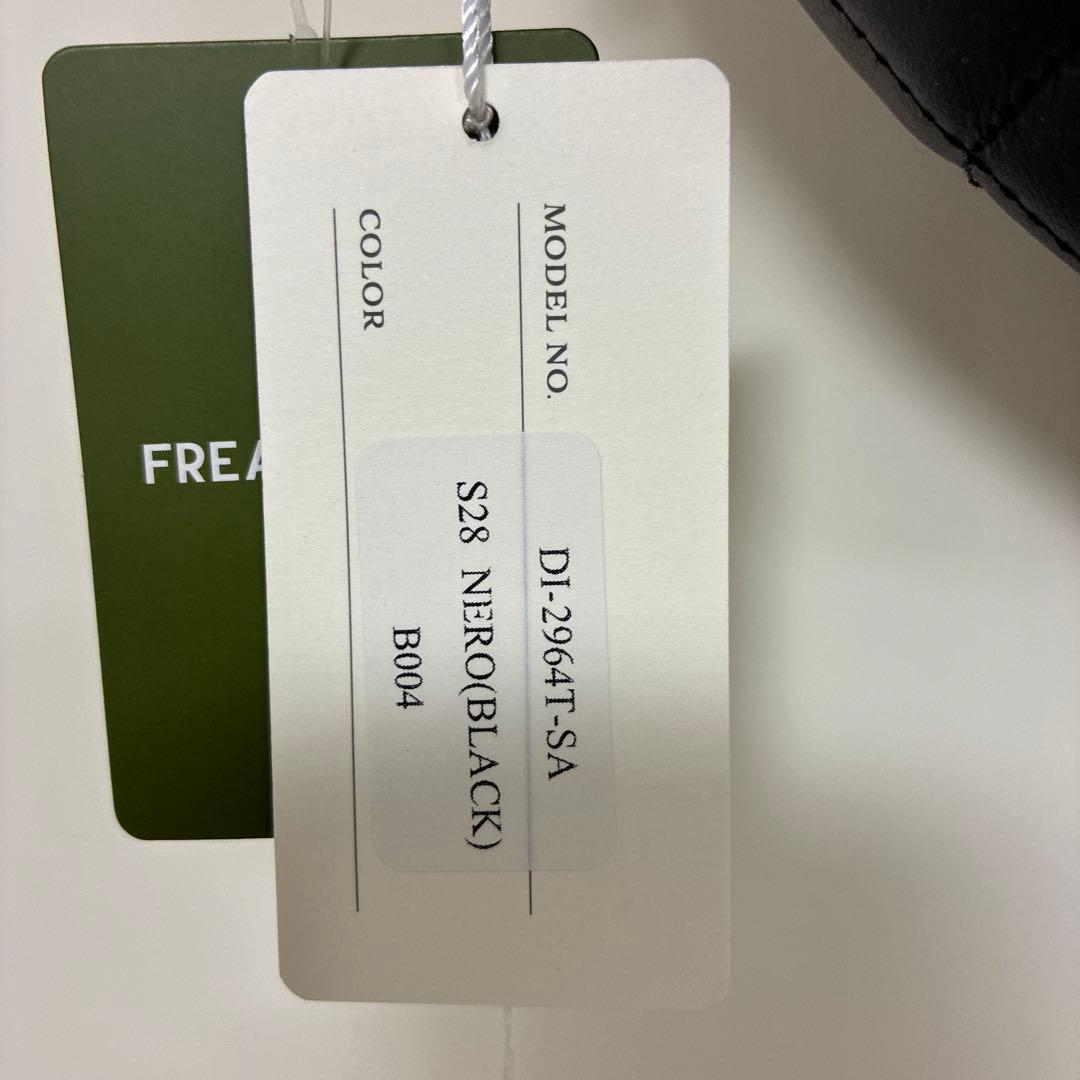 MODEL NO.
DI-2964T-SA
S28 NERO(BLACK)
COLOR
B004
FREA